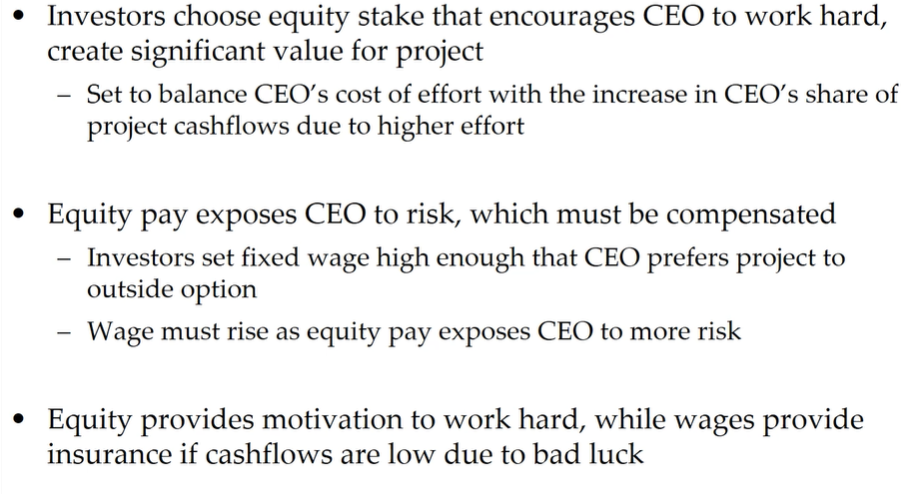 • Investors choose equity stake that encourages CEO to work hard,
create significant value for project
– Set to balance CEO's cost of effort with the increase in CEO's share of
project cashflows due to higher effort
• Equity pay exposes CEO to risk, which must be compensated
– Investors set fixed wage high enough that CEO prefers project to
outside option
– Wage must rise as equity pay exposes CEO to more risk
• Equity provides motivation to work hard, while wages provide
insurance if cashflows are low due to bad luck